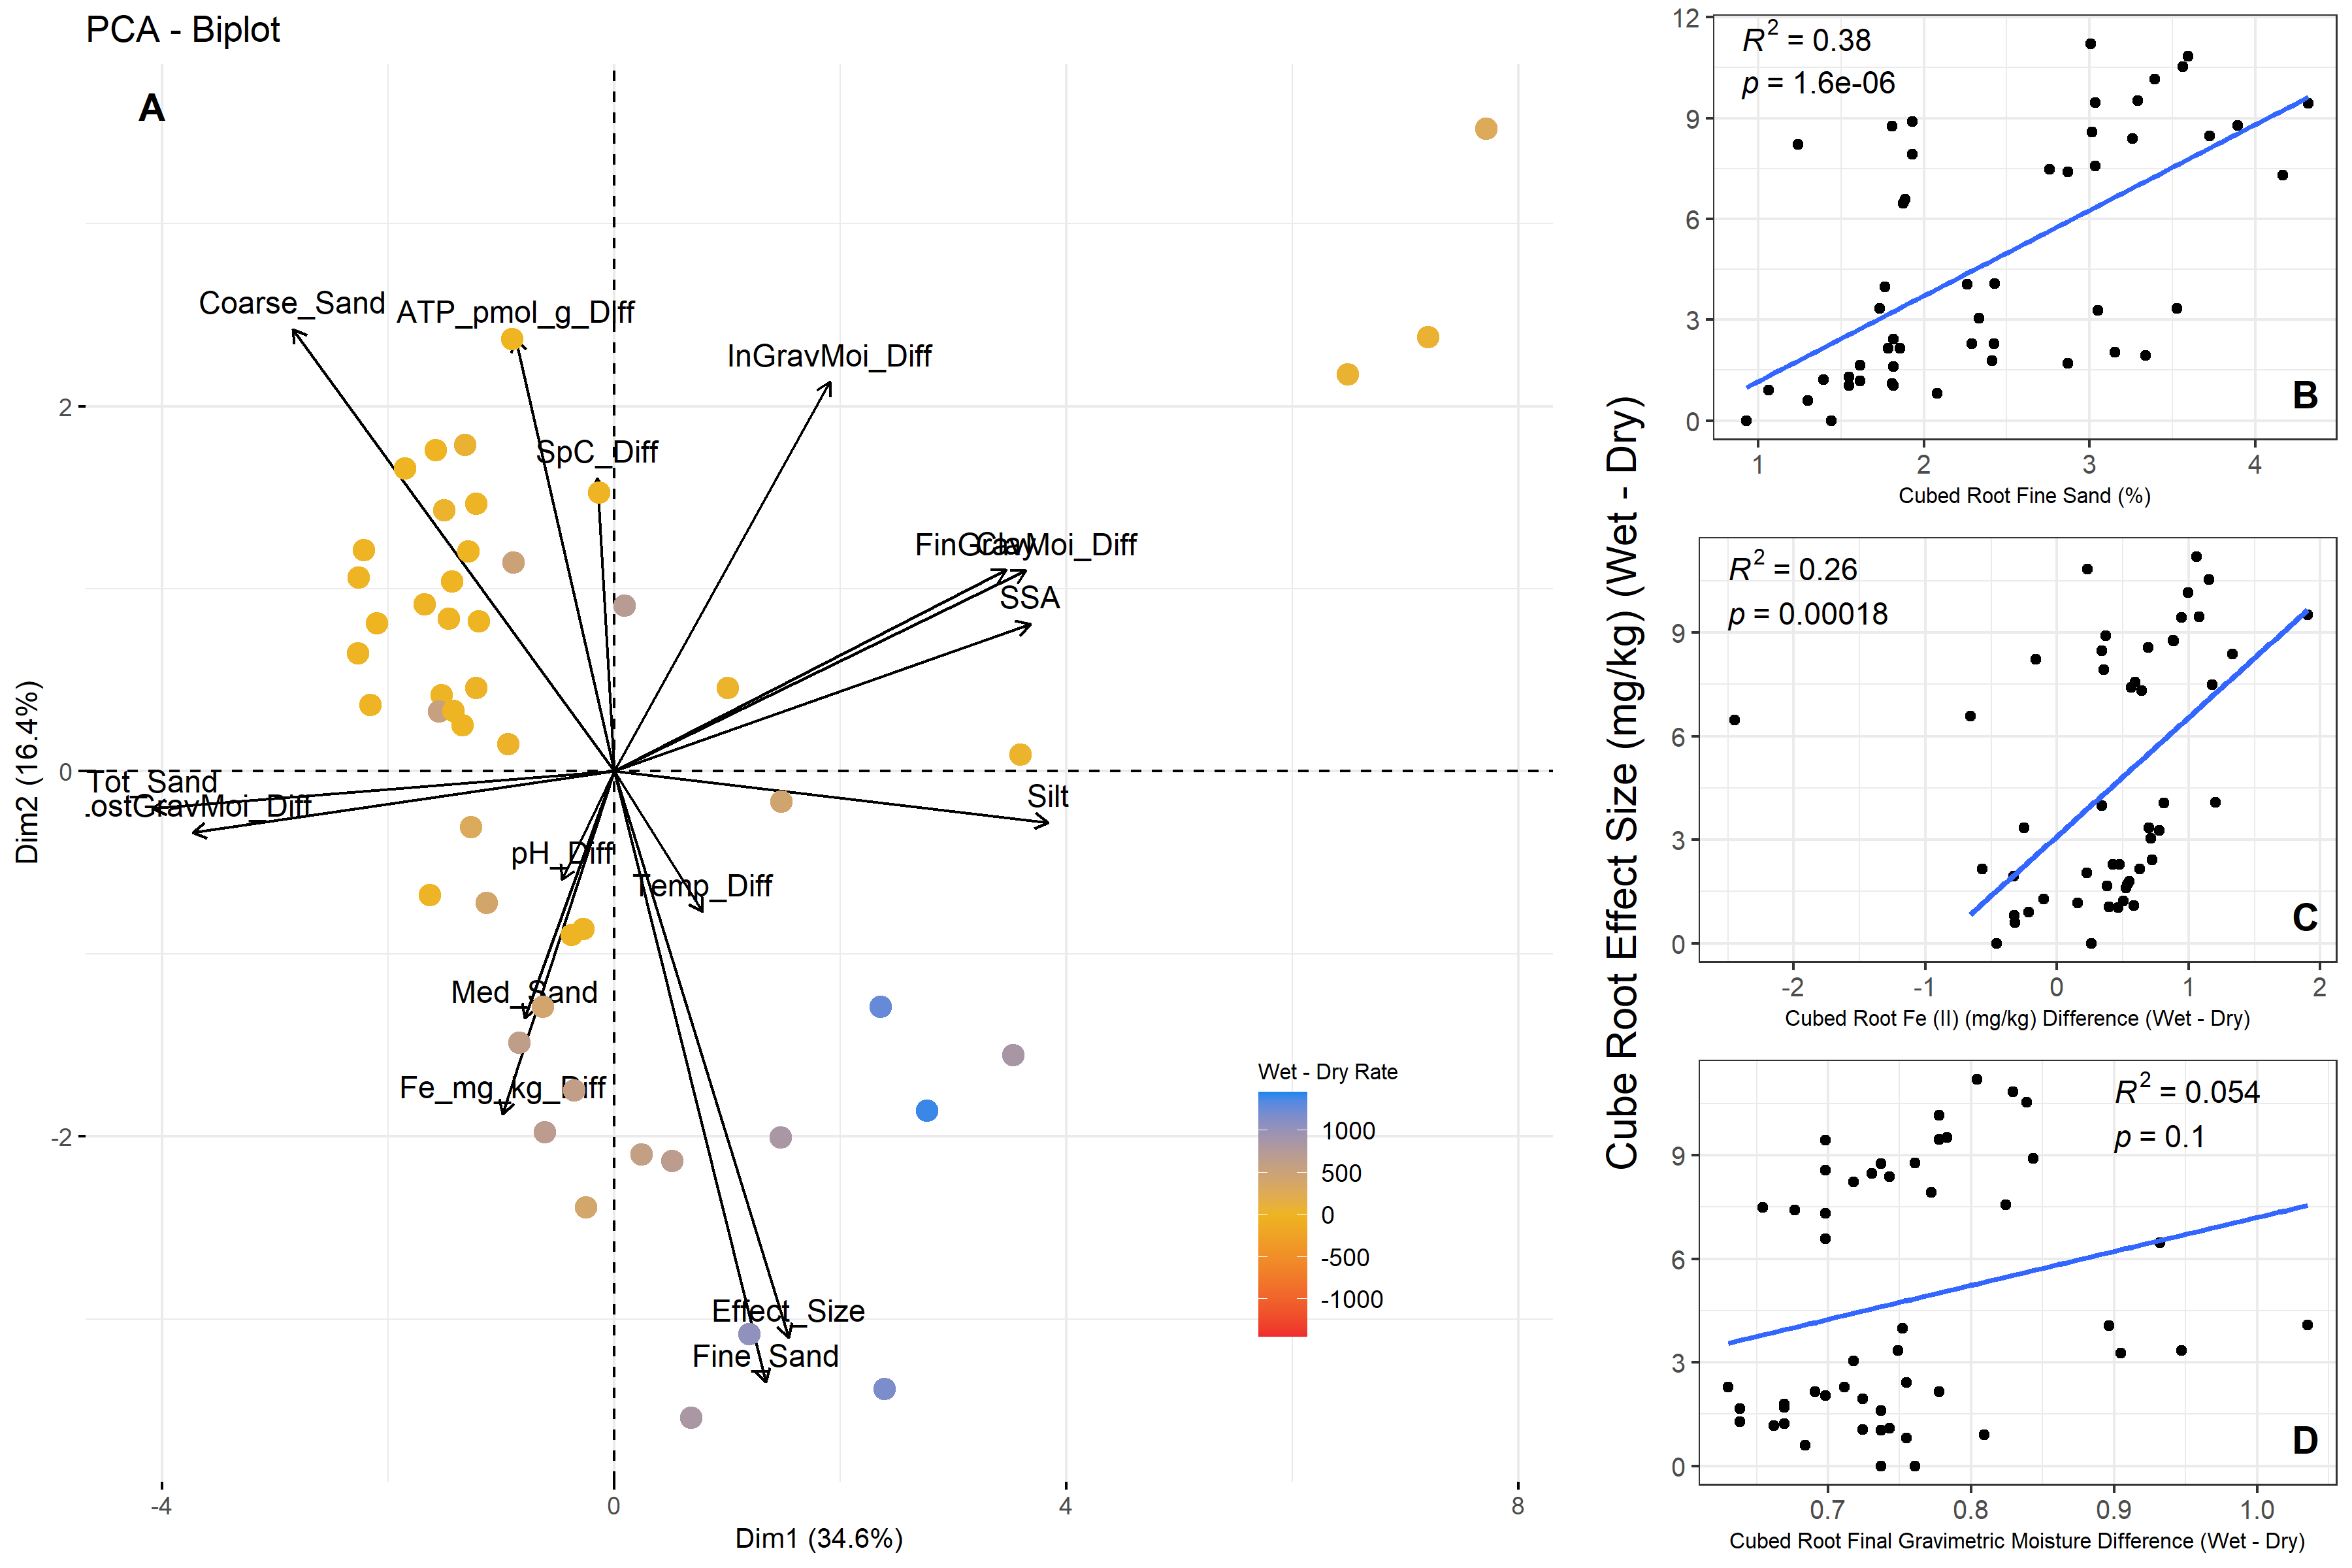 PCA - Biplot
A
Coarse_Sand
ATP_pmol_g_Diff
InGravMoi_Diff
SpC_Diff
FinGravMoi_Diff
Clay
SSA
Tot_Sand
LostGravMoi_Diff
Silt
pH_Diff
Temp_Diff
Med_Sand
Fe_mg_kg_Diff
Effect_Size
Fine_Sand
2
0
-2
Dim2 (16.4%)
-4
0
4
8
Dim1 (34.6%)
Wet - Dry Rate
1000
500
0
-500
-1000
Cube Root Effect Size (mg/kg) (Wet - Dry)
R2 = 0.38
p = 1.6e-06
B
12
9
6
3
0
1
2
3
4
Cubed Root Fine Sand (%)
R2 = 0.26
p = 0.00018
C
9
6
3
0
-2
-1
0
1
2
Cubed Root Fe (II) (mg/kg) Difference (Wet - Dry)
R2 = 0.054
p = 0.1
D
9
6
3
0
0.7
0.8
0.9
1.0
Cubed Root Final Gravimetric Moisture Difference (Wet - Dry)